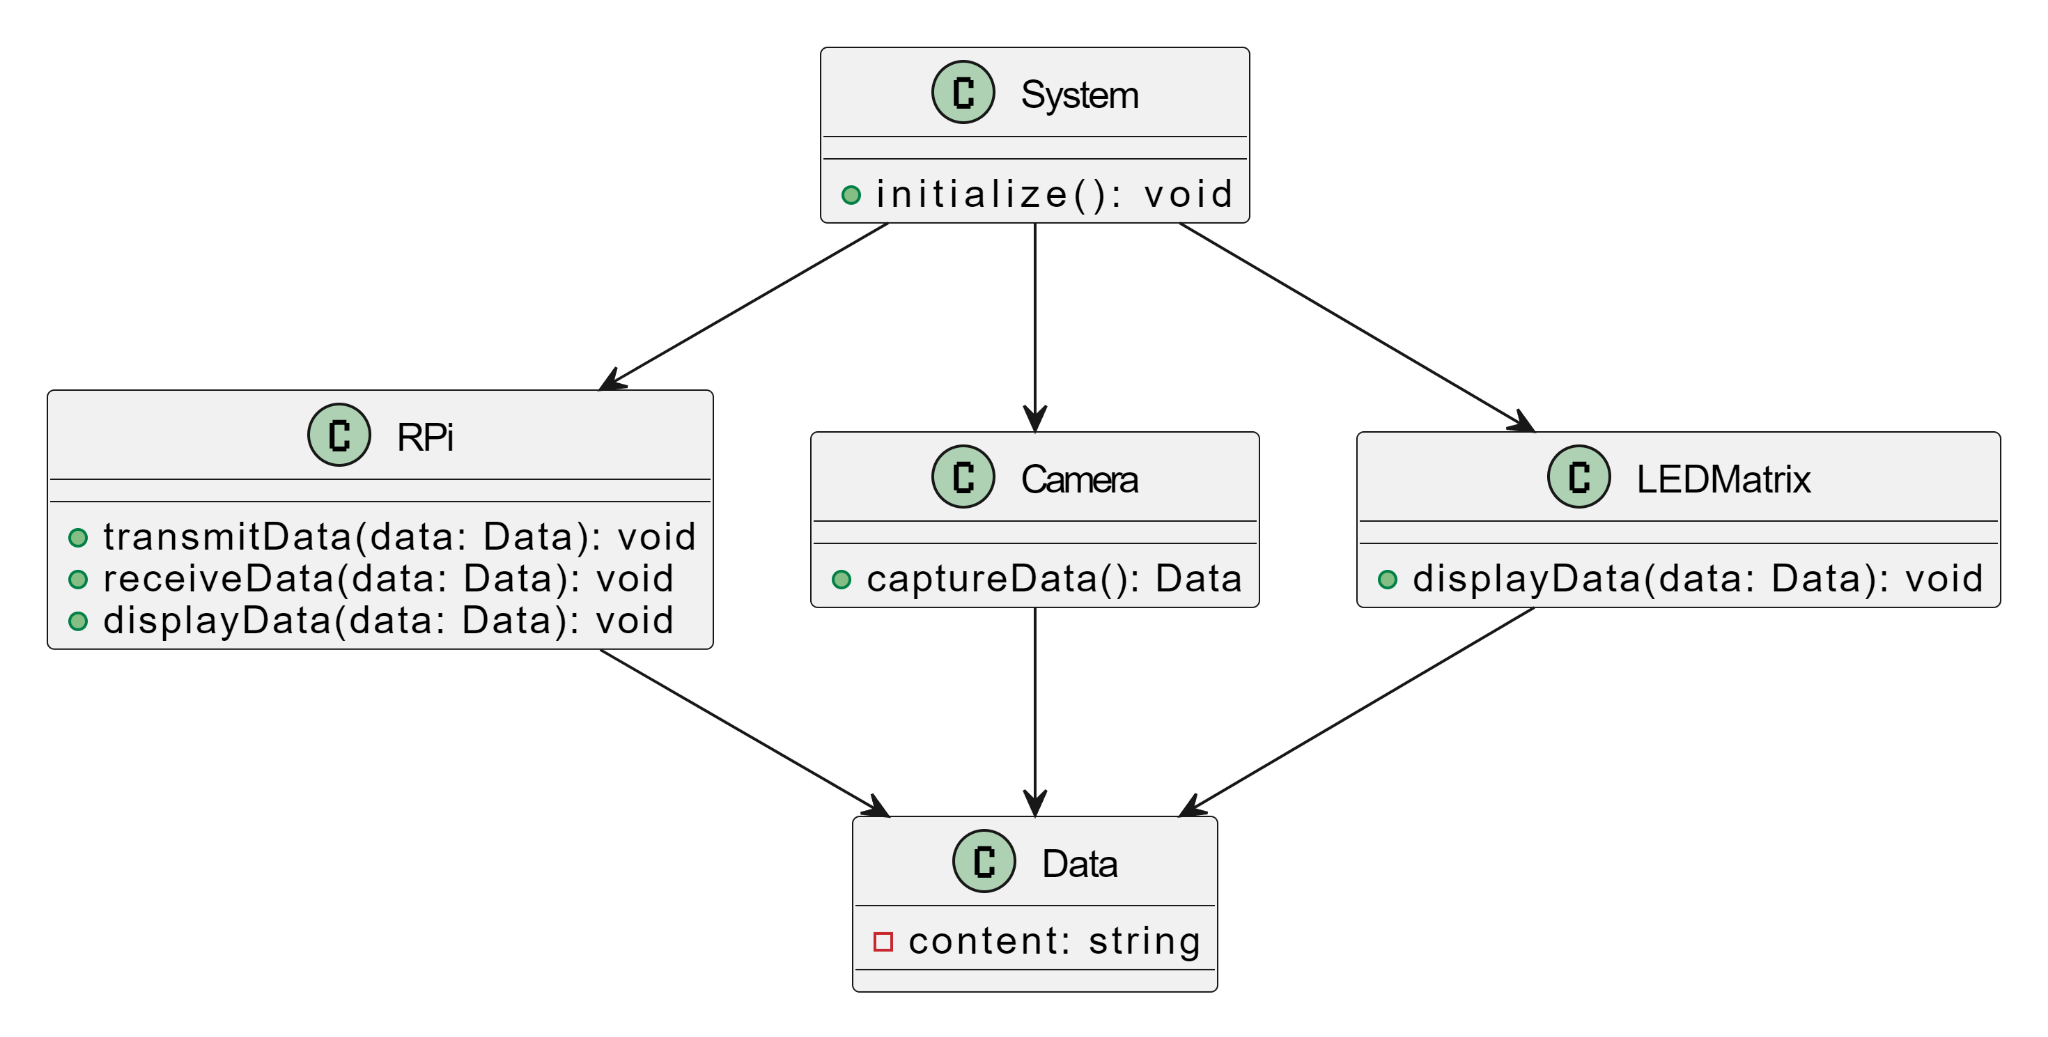 C System
initialize(): void
C RPi
transmitData(data: Data): void
receiveData(data: Data): void
displayData(data: Data): void
C Camera
captureData(): Data
C LEDMatrix
displayData(data: Data): void
C Data
content: string